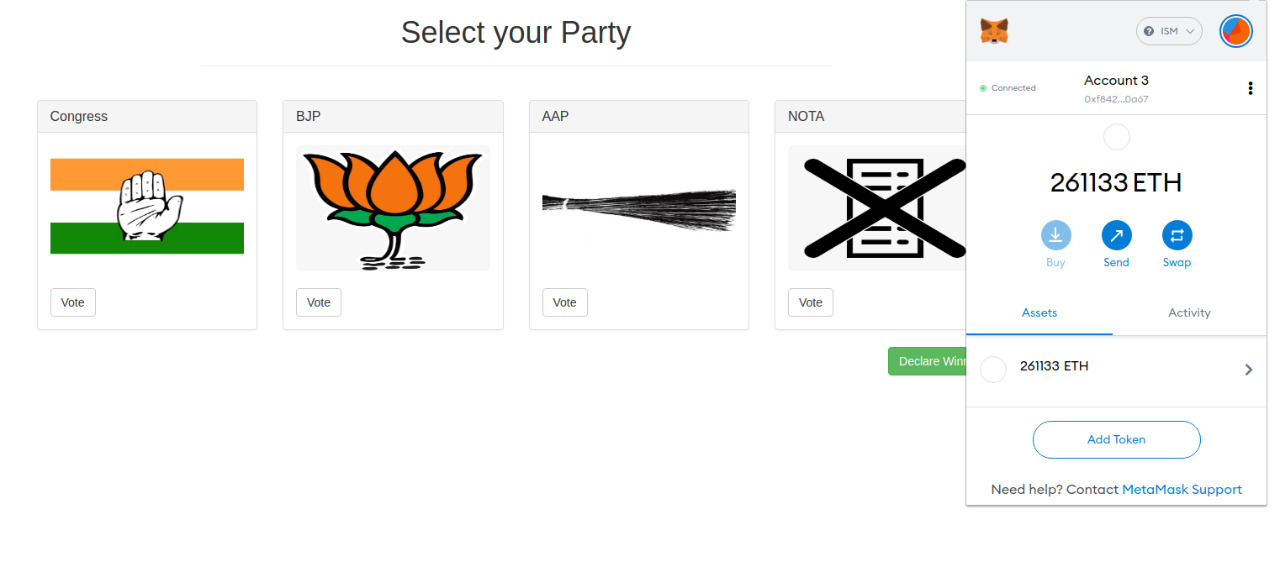 Select your Party
Congress
Vote
BJP
Vote
AAP
Vote
NOTA
Vote
Declare
ISM
Connected
Account 3
0xf842...0a67
261133 ETH
Buy
Send
Swap
Assets
Activity
261133 ETH
Add Token
Need help? Contact MetaMask Support